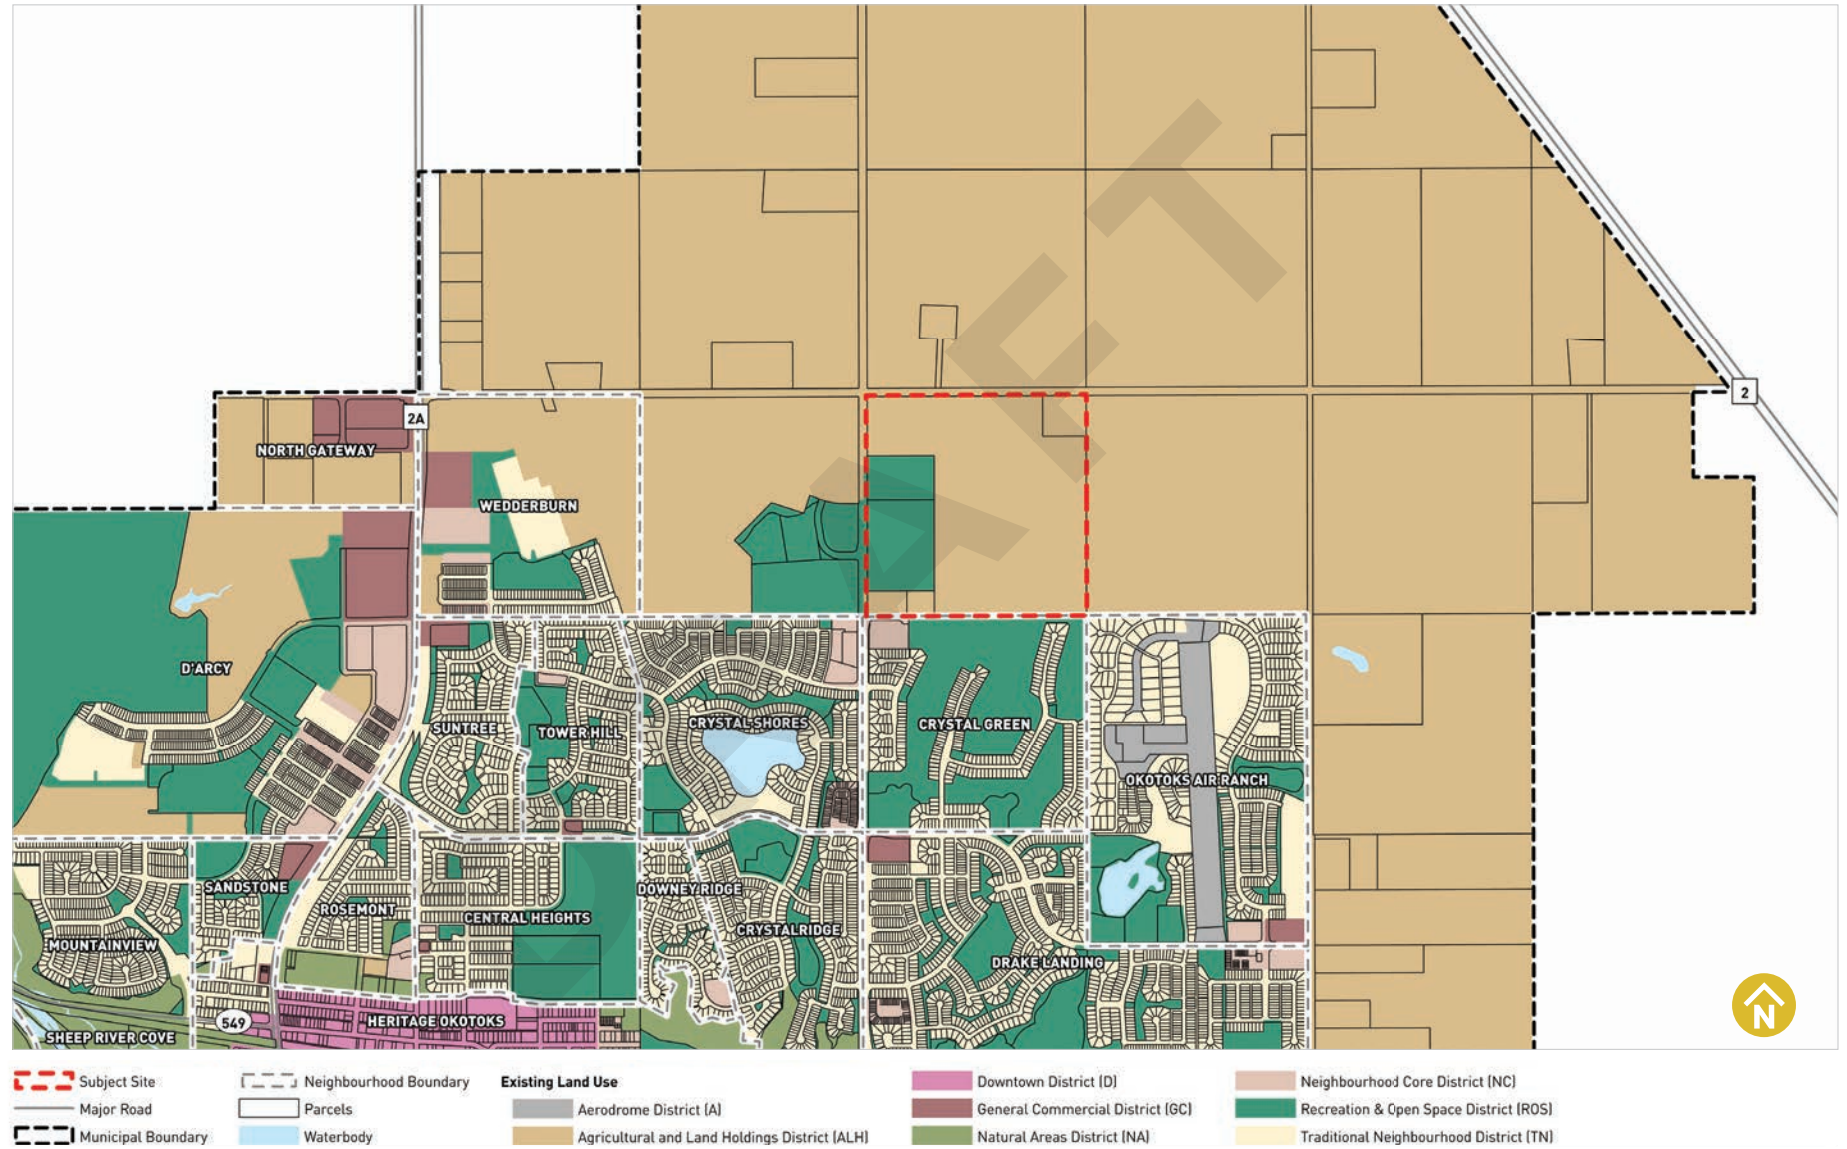 DRAFT
2A
2
NORTH GATEWAY
WEDDERBURN
D'ARCY
SUNTREE
TOWER HILL
CRYSTAL SHORES
CRYSTAL GREEN
OKOTOKS AIR RANCH
SANDSTONE
ROSEMONT
CENTRAL HEIGHTS
DOWNEY RIDGE
CRYSTALRIDGE
MOUNTAINVIEW
DRAKE LANDING
549
HERITAGE OKOTOKS
SHEEP RIVER COVE
N
Subject Site
Major Road
Municipal Boundary
Neighbourhood Boundary
Parcels
Waterbody
Existing Land Use
Aerodrome District (A)
Agricultural and Land Holdings District (ALH)
Downtown District (D)
General Commercial District (GC)
Natural Areas District (NA)
Neighbourhood Core District (NC)
Recreation & Open Space District (ROS)
Traditional Neighbourhood District (TN)